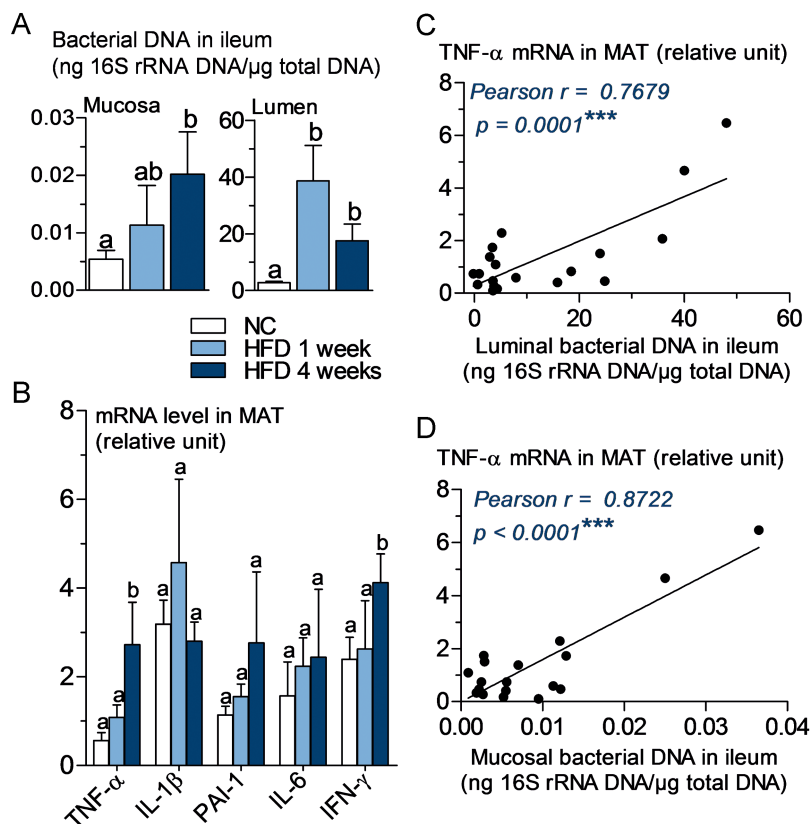 A
Bacterial DNA in ileum
(ng 16S rRNA DNA/µg total DNA)
Mucosa
Lumen
0.03
0.02
0.01
0.00
a
ab
b
60
40
20
0
a
b
b
NC
HFD 1 week
HFD 4 weeks
B
mRNA level in MAT
(relative unit)
8
6
4
2
0
a
a
b
a
a
a
a
a
a
a
a
a
a
a
b
TNF-α
IL-1β
PAI-1
IL-6
IFN-γ
C
TNF-α mRNA in MAT (relative unit)
Pearson r = 0.7679
p = 0.0001***
8
6
4
2
0
0
20
40
60
Luminal bacterial DNA in ileum
(ng 16S rRNA DNA/µg total DNA)
D
TNF-α mRNA in MAT (relative unit)
Pearson r = 0.8722
p < 0.0001***
8
6
4
2
0
0.00
0.01
0.02
0.03
0.04
Mucosal bacterial DNA in ileum
(ng 16S rRNA DNA/µg total DNA)